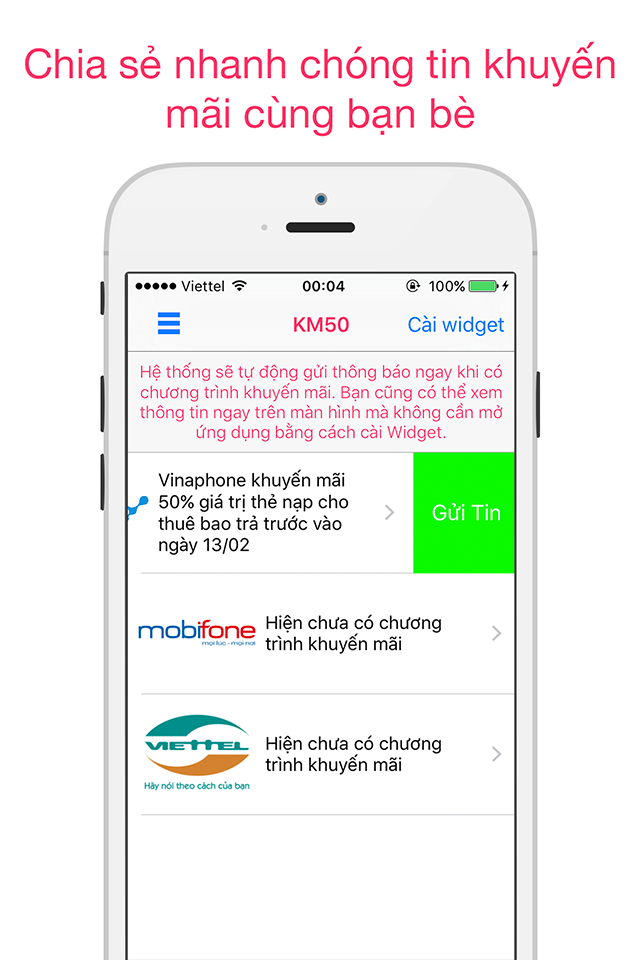 Chia sẻ nhanh chóng tin khuyến
mãi cùng bạn bè
Viettel 00:04 100%
KM50 Cài widget
Hệ thống sẽ tự động gửi thông báo ngay khi có
chương trình khuyến mãi. Bạn cũng có thể xem
thông tin ngay trên màn hình mà không cần mở
ứng dụng bằng cách cài Widget.
Vinaphone khuyến mãi
50% giá trị thẻ nạp cho
thuê bao trả trước vào
ngày 13/02
Gửi Tin
mobifone
mọi lúc - mọi nơi
Hiện chưa có chương
trình khuyến mãi
VIETTEL
Hãy nói theo cách của bạn
Hiện chưa có chương
trình khuyến mãi